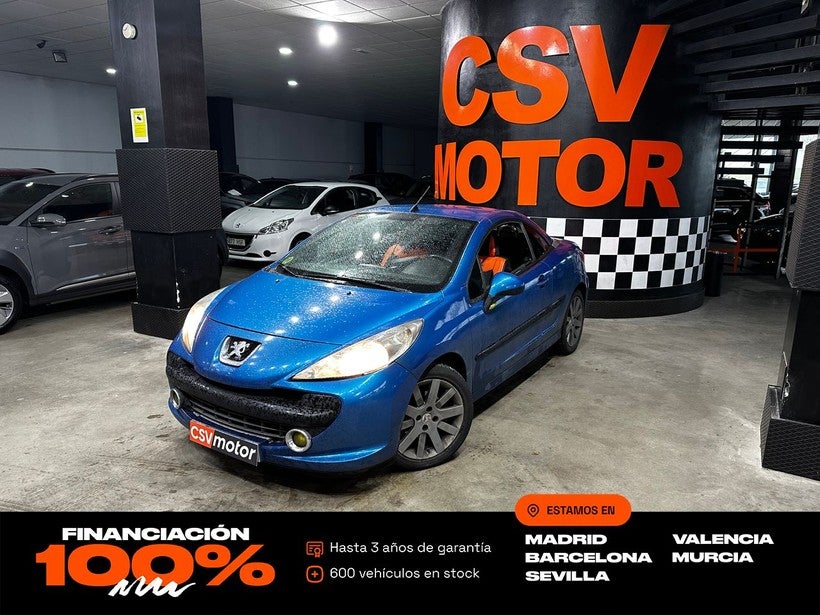 CSV
MOTOR
CSVmotor
FINANCIACIÓN
100%
Hasta 3 años de garantía
600 vehículos en stock
ESTAMOS EN
MADRID
BARCELONA
SEVILLA
VALENCIA
MURCIA